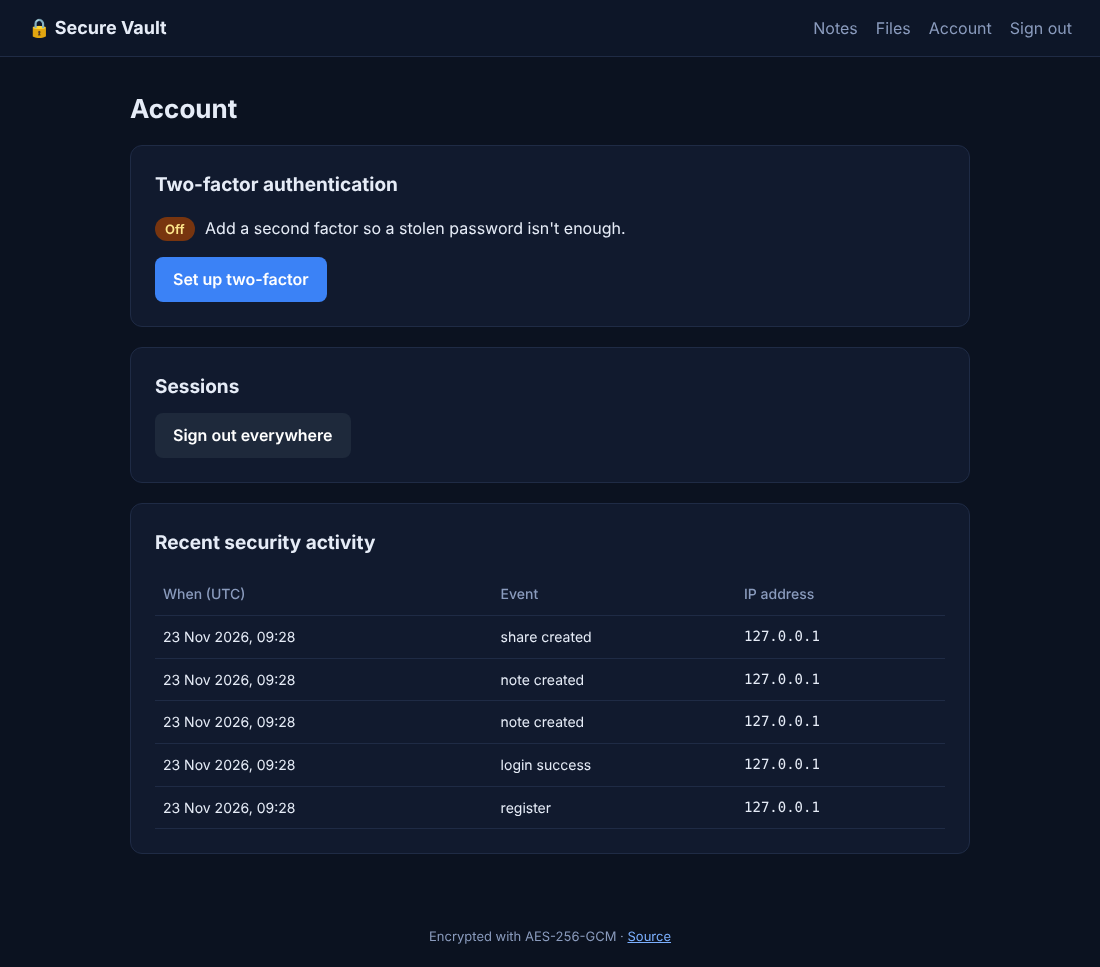 🔒 Secure Vault Notes Files Account Sign out
Account
Two-factor authentication
Off Add a second factor so a stolen password isn't enough.
Set up two-factor
Sessions
Sign out everywhere
Recent security activity
When (UTC) Event IP address
23 Nov 2026, 09:28 share created 127.0.0.1
23 Nov 2026, 09:28 note created 127.0.0.1
23 Nov 2026, 09:28 note created 127.0.0.1
23 Nov 2026, 09:28 login success 127.0.0.1
23 Nov 2026, 09:28 register 127.0.0.1
Encrypted with AES-256-GCM · Source